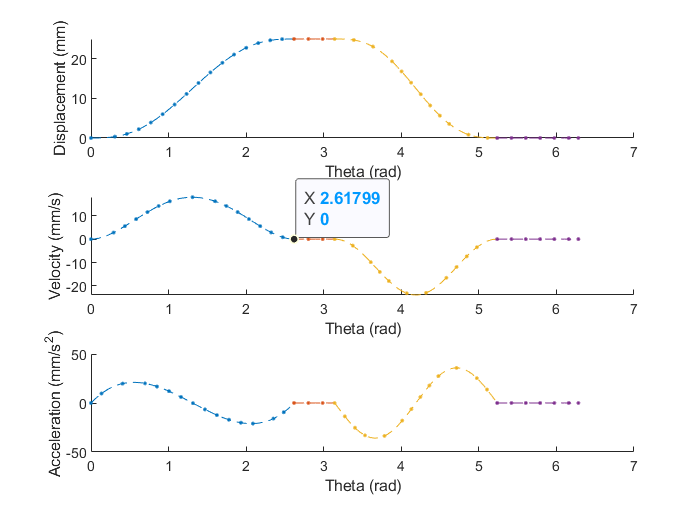 Displacement (mm)
20
10
0
0 1 2 3 4 5 6 7
Theta (rad)
X 2.61799
Y 0
Velocity (mm/s)
10
0
-10
-20
0 1 2 3 4 5 6 7
Theta (rad)
Acceleration (mm/s²)
50
0
-50
0 1 2 3 4 5 6 7
Theta (rad)